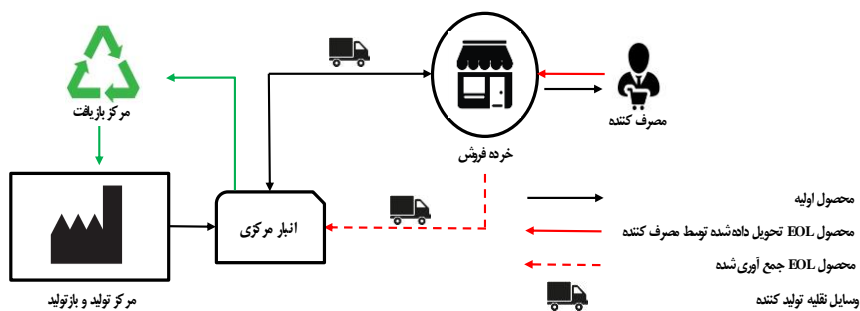 مرکز بازیافت
مصرف کننده
خرده فروش
انبار مرکزی
مرکز تولید و بازتولید
محصول اولیه
محصول EOL تحویل داده‌شده توسط مصرف کننده
محصول EOL جمع آوری‌شده
وسایل نقلیه تولید کننده